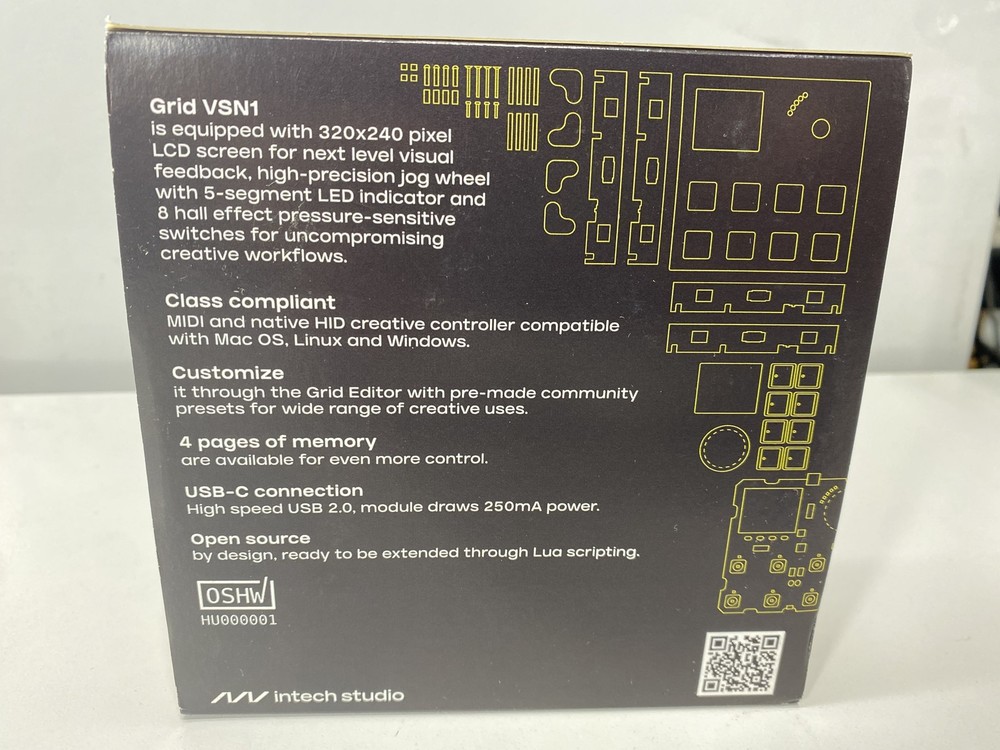 Grid VSN1
is equipped with 320x240 pixel
LCD screen for next level visual
feedback, high-precision jog wheel
with 5-segment LED indicator and
8 hall effect pressure-sensitive
switches for uncompromising
creative workflows.
Class compliant
MIDI and native HID creative controller compatible
with Mac OS, Linux and Windows.
Customize
it through the Grid Editor with pre-made community
presets for wide range of creative uses.
4 pages of memory
are available for even more control.
USB-C connection
High speed USB 2.0, module draws 250mA power.
Open source
by design, ready to be extended through Lua scripting.
OSHW
HU000001
intech studio